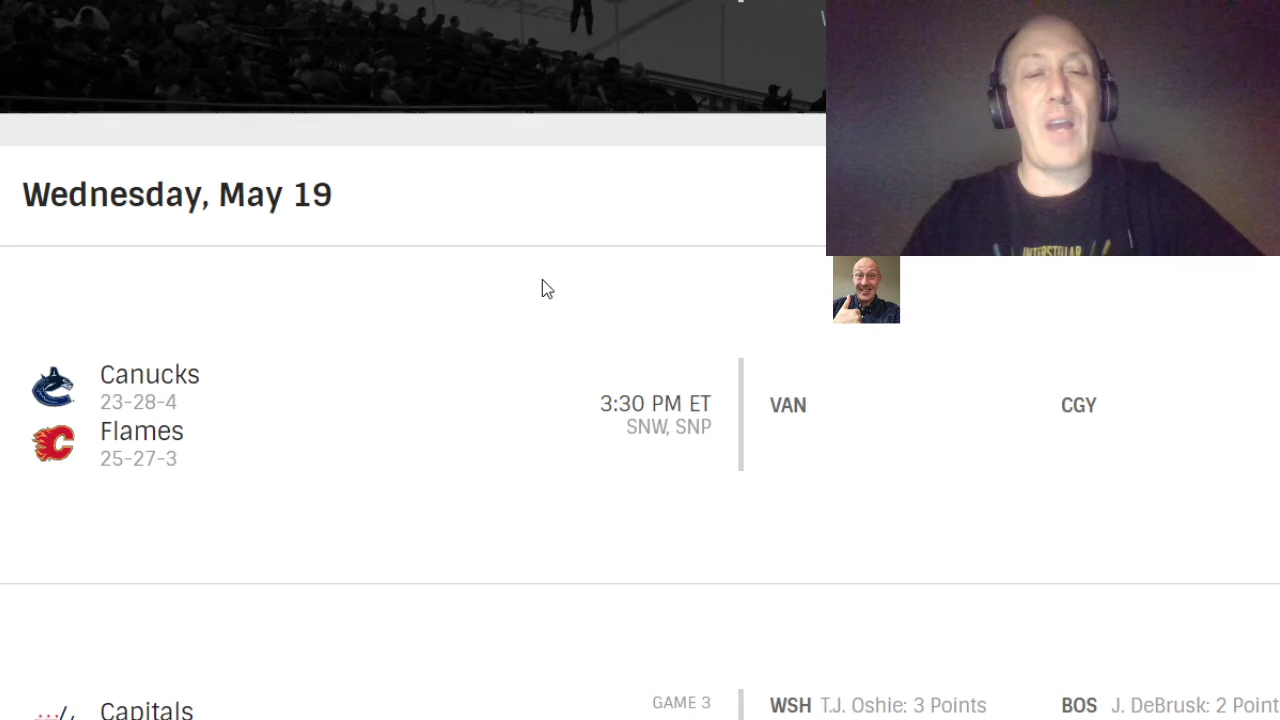 Wednesday, May 19
INTERSTELLAR
Canucks
23-28-4
Flames
25-27-3
3:30 PM ET
SNW, SNP
VAN
CGY
Capitals
GAME 3
WSH T.J. Oshie: 3 Points
BOS J. DeBrusk: 2 Point